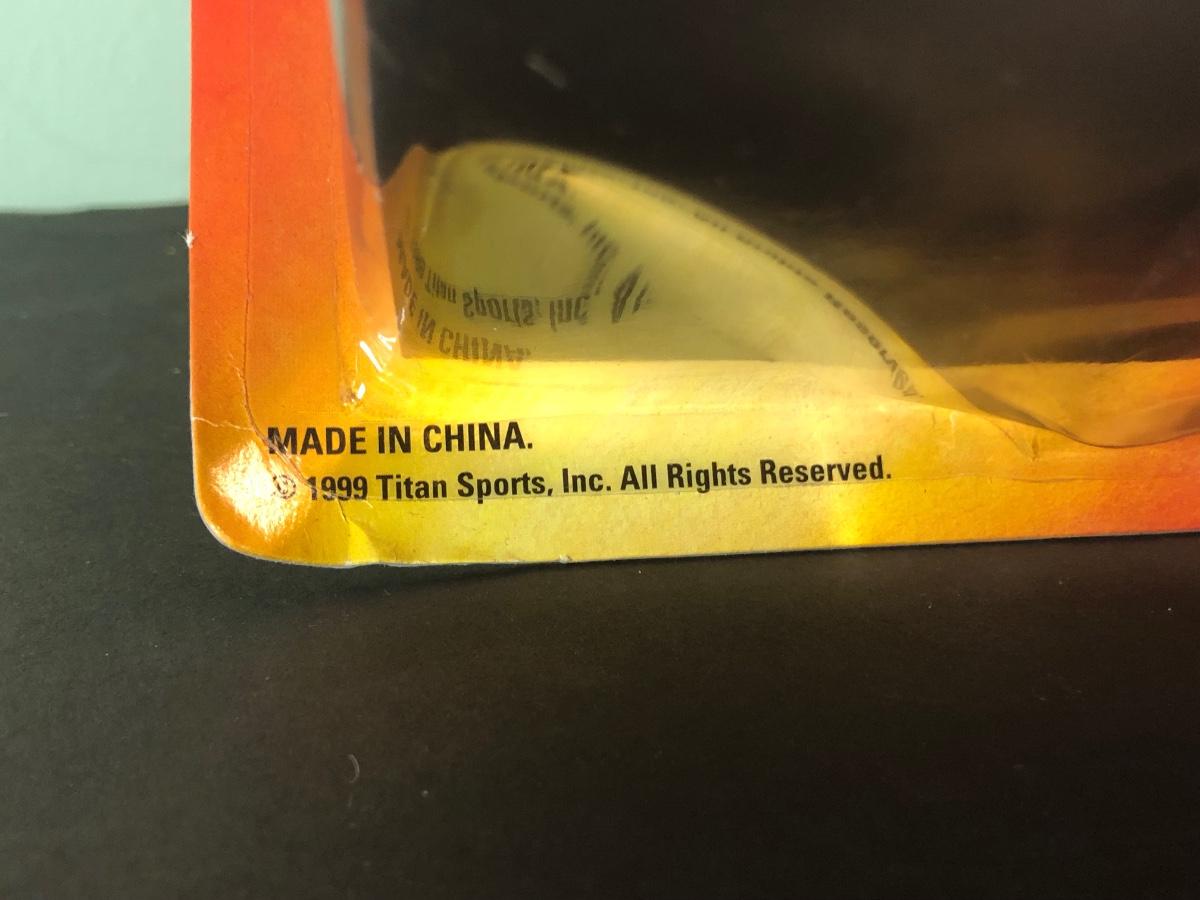 MADE IN CHINA.
© 1999 Titan Sports, Inc. All Rights Reserved.